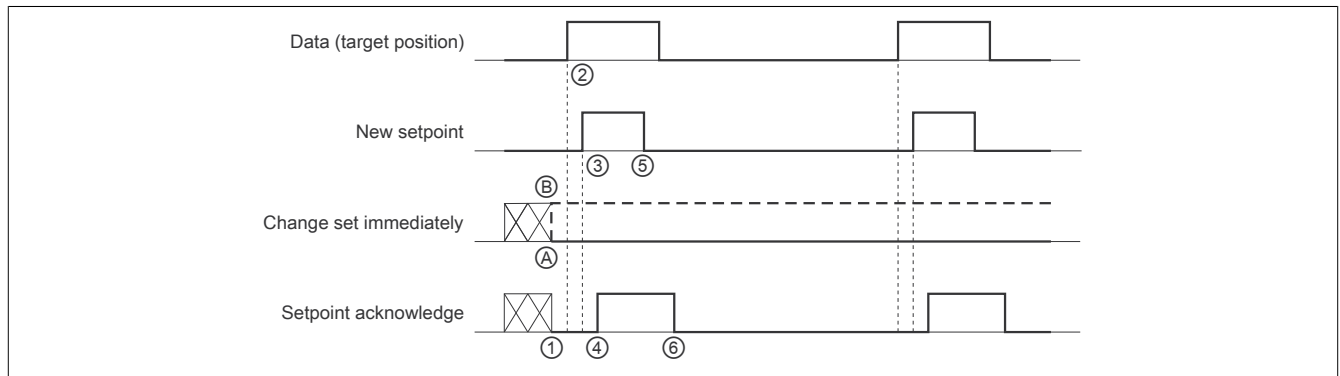 Data (target position)
②
New setpoint
③ ⑤
Ⓑ
Change set immediately
Ⓐ
Setpoint acknowledge
① ④ ⑥